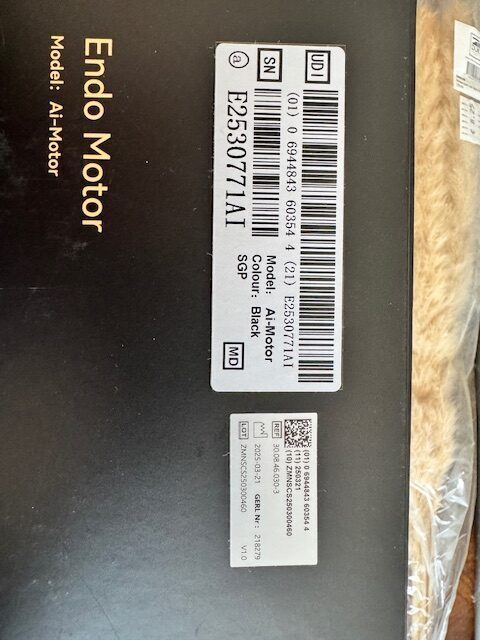 Endo Motor
Model: Ai-Motor
UDI
(01) 0 6944843 60354 4 (21) E2530771AI
SN
a
E2530771AI
Model: Ai-Motor
Colour: Black
SGP
MD
(01) 0 6944843 60354 4
(11) 250321
(10) ZMNSCS250300460
REF 30.08.46.030-3
2025-03-21 GERL Nr: 218279
LOT ZMNSCS250300460 V1.0